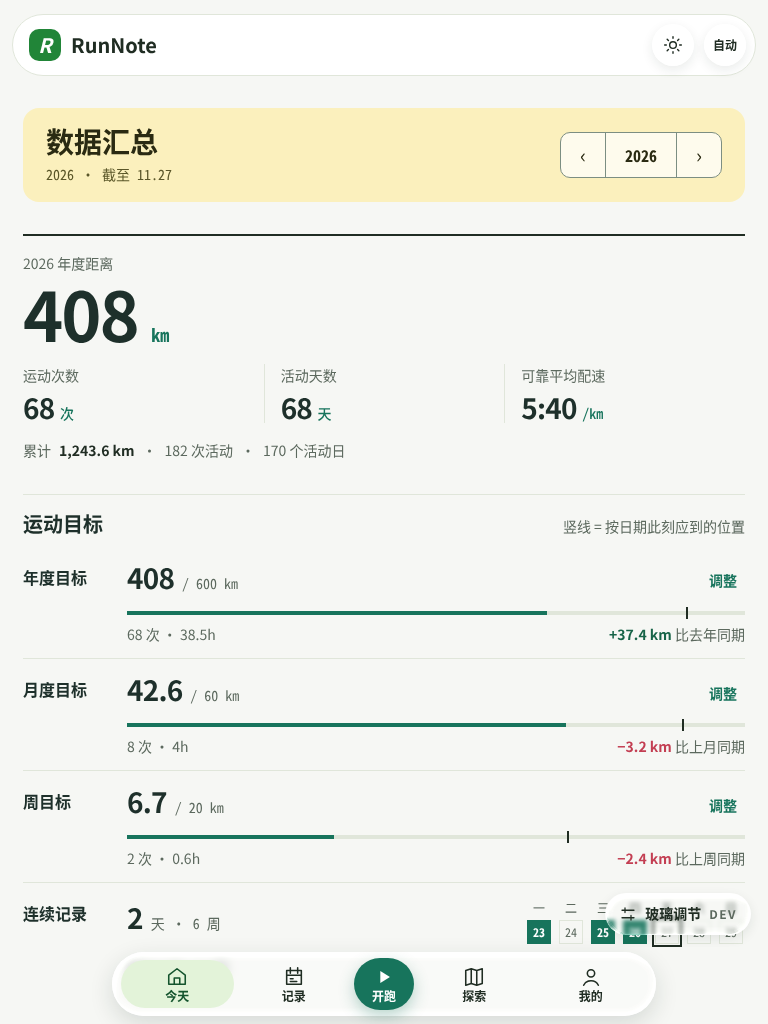 R RunNote
自动
数据汇总
2026 • 截至 11.27
‹ 2026 ›
2026 年度距离
408 km
运动次数
68 次
活动天数
68 天
可靠平均配速
5:40 /km
累计 1,243.6 km • 182 次活动 • 170 个活动日
运动目标
竖线 = 按日期此刻应到的位置
年度目标
408 / 600 km
调整
68 次 • 38.5h
+37.4 km 比去年同期
月度目标
42.6 / 60 km
调整
8 次 • 4h
−3.2 km 比上月同期
周目标
6.7 / 20 km
调整
2 次 • 0.6h
−2.4 km 比上周同期
连续记录
2 天 • 6 周
一 二 三
23 24 25
玻璃调节 DEV
今天
记录
开跑
探索
我的